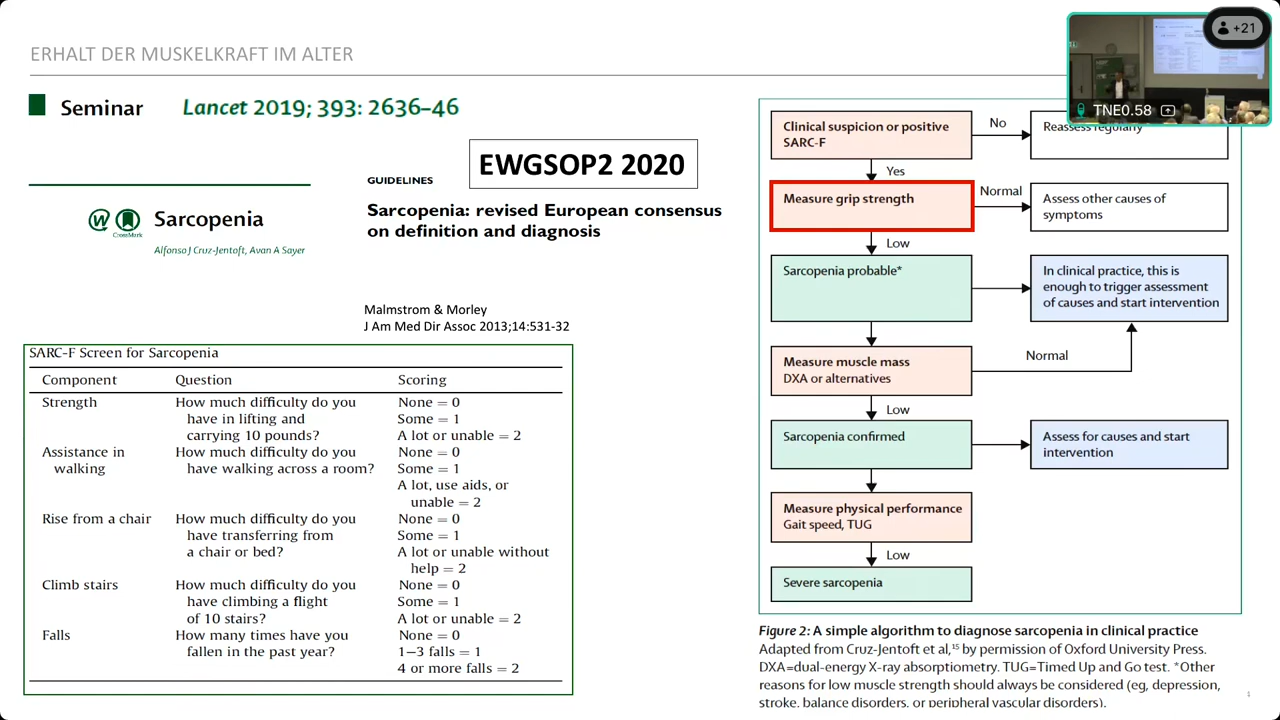 ERHALT DER MUSKELKRAFT IM ALTER
Seminar
Lancet 2019; 393: 2636–46
EWGSOP2 2020
GUIDELINES
Sarcopenia: revised European consensus
on definition and diagnosis
CrossMark
Sarcopenia
Alfonso J Cruz-Jentoft, Avan A Sayer
Malmstrom & Morley
J Am Med Dir Assoc 2013;14:531-32
SARC-F Screen for Sarcopenia
Component Question Scoring
Strength How much difficulty do you None = 0
have in lifting and Some = 1
carrying 10 pounds? A lot or unable = 2
Assistance in How much difficulty do you None = 0
walking have walking across a room? Some = 1
A lot, use aids, or
unable = 2
Rise from a chair How much difficulty do you None = 0
have transferring from Some = 1
a chair or bed? A lot or unable without
help = 2
Climb stairs How much difficulty do you None = 0
have climbing a flight Some = 1
of 10 stairs? A lot or unable = 2
Falls How many times have you None = 0
fallen in the past year? 1–3 falls = 1
4 or more falls = 2
+21
TNE0.58
Clinical suspicion or positive
SARC-F
No
Reassess regularly
Yes
Measure grip strength
Normal
Assess other causes of
symptoms
Low
Sarcopenia probable*
In clinical practice, this is
enough to trigger assessment
of causes and start intervention
Measure muscle mass
DXA or alternatives
Normal
Low
Sarcopenia confirmed
Assess for causes and start
intervention
Measure physical performance
Gait speed, TUG
Low
Severe sarcopenia
Figure 2: A simple algorithm to diagnose sarcopenia in clinical practice
Adapted from Cruz-Jentoft et al,15 by permission of Oxford University Press.
DXA=dual-energy X-ray absorptiometry. TUG=Timed Up and Go test. *Other
reasons for low muscle strength should always be considered (eg, depression,
stroke, balance disorders, or peripheral vascular disorders).